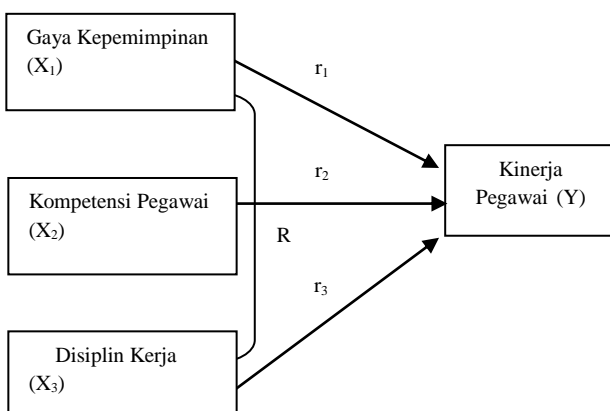 Gaya Kepemimpinan
(X₁)
r₁
Kinerja
Pegawai (Y)
Kompetensi Pegawai
(X₂)
r₂
R
r₃
Disiplin Kerja
(X₃)